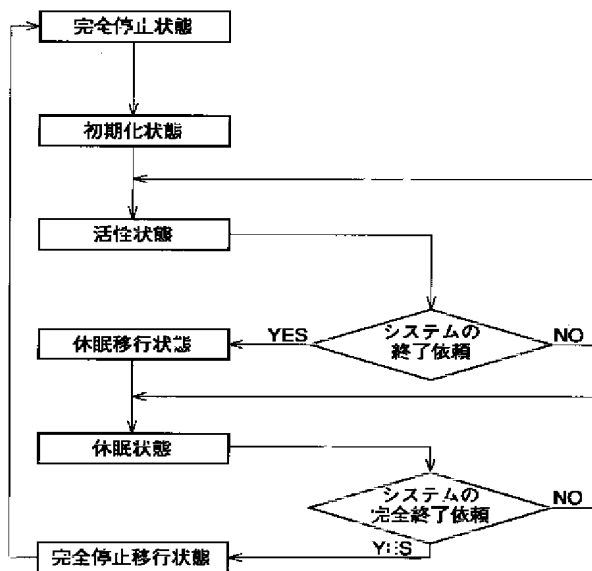 完全停止状態
初期化状態
活性状態
システムの
終了依頼
YES
NO
休眠移行状態
休眠状態
システムの
完全終了依頼
NO
YES
完全停止移行状態